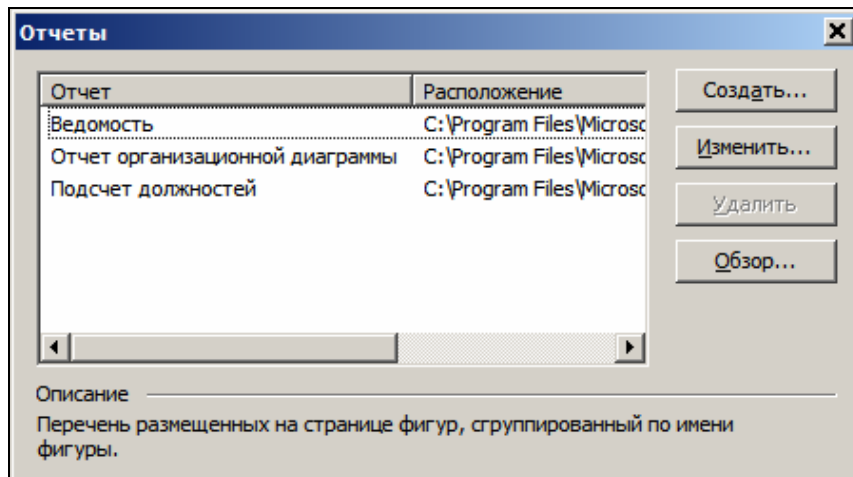 Отчеты
Отчет Расположение
Ведомость C:\Program Files\Microsc
Отчет организационной диаграммы C:\Program Files\Microsc
Подсчет должностей C:\Program Files\Microsc
Создать...
Изменить...
Удалить
Обзор...
Описание
Перечень размещенных на странице фигур, сгруппированный по имени
фигуры.